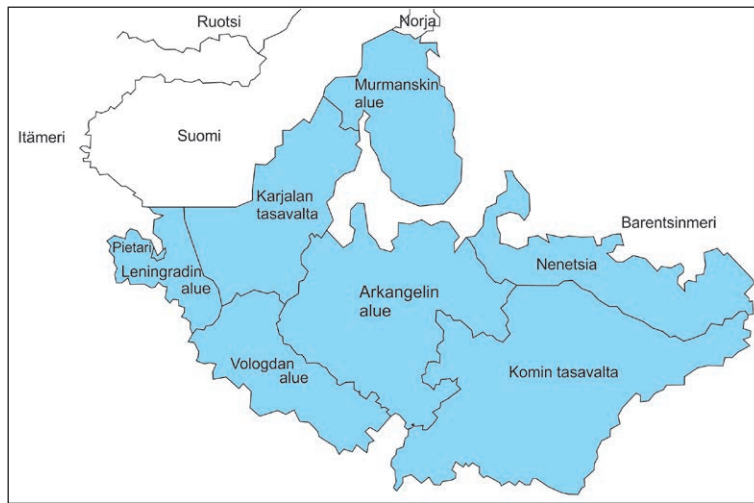 Ruotsi
Norja
Murmanskin
alue
Itämeri
Suomi
Karjalan
tasavalta
Barentsinmeri
Pietari
Leningradin
alue
Nenetsia
Arkangelin
alue
Vologdan
alue
Komin tasavalta